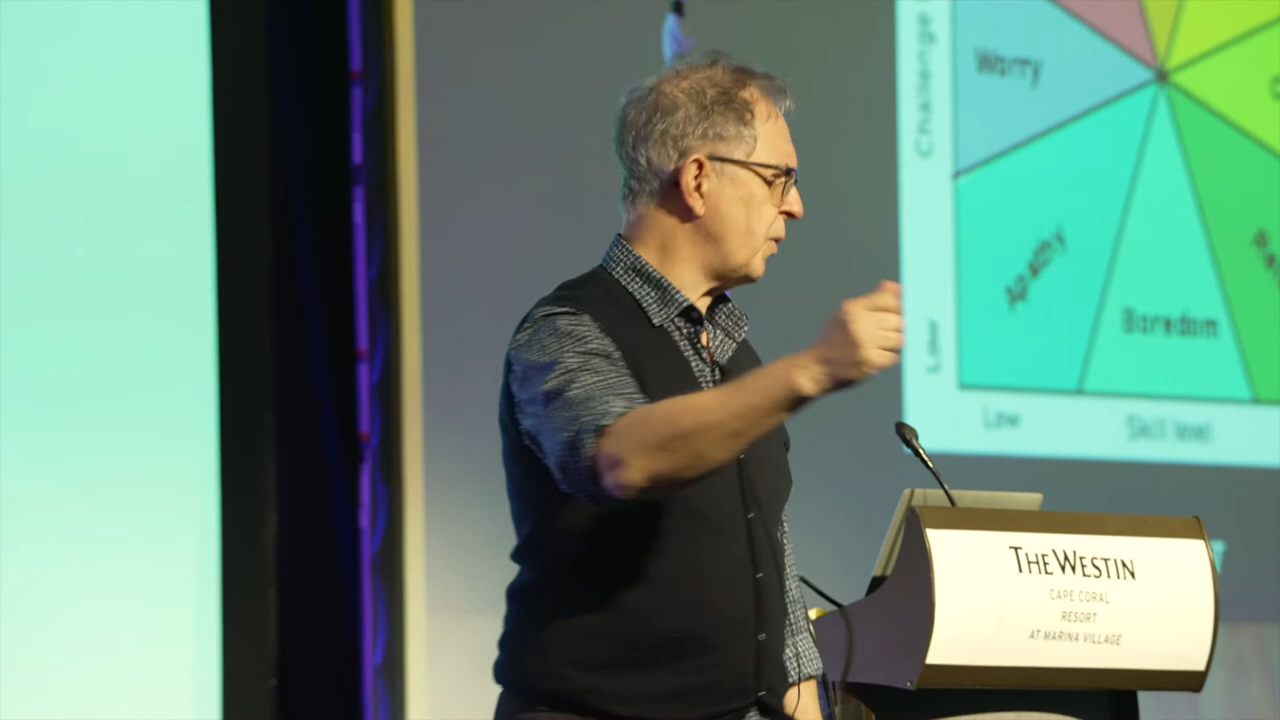 Challenge
Worry
Apathy
Boredom
Low
Low
Skill level
THE WESTIN
CAPE CORAL
RESORT
AT MARINA VILLAGE